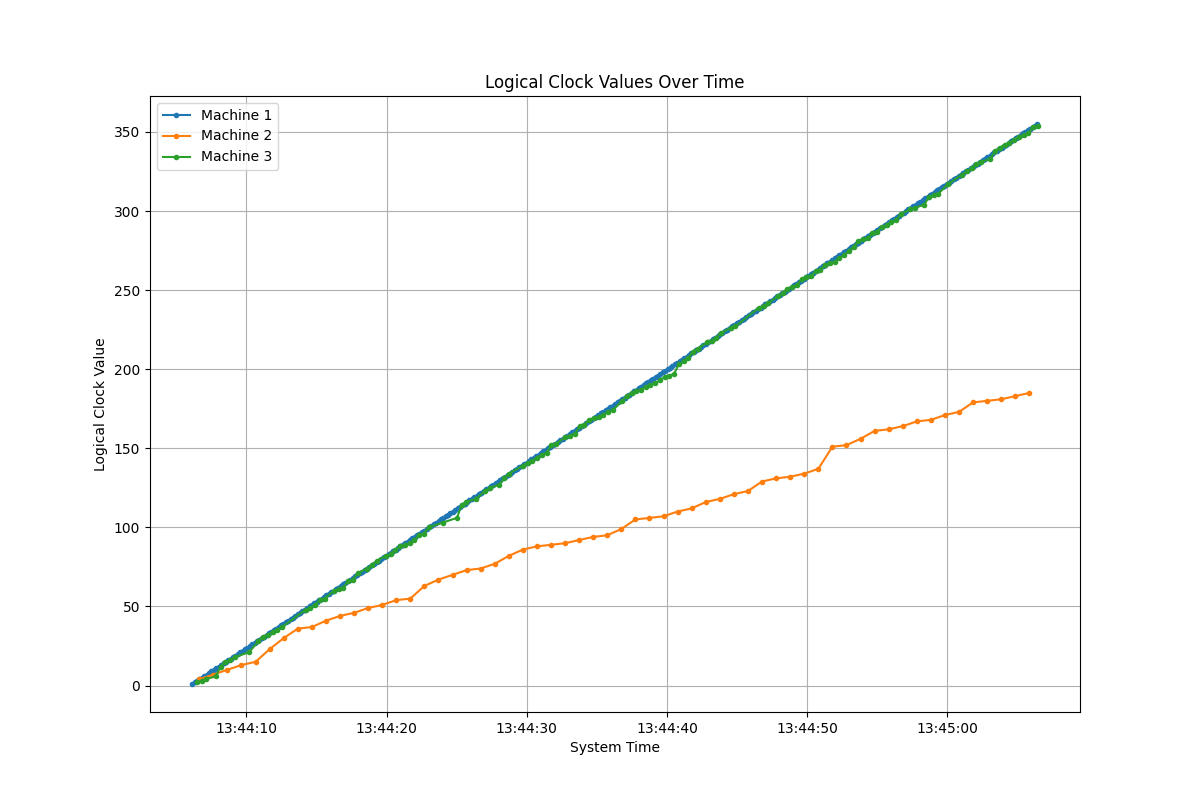 Logical Clock Values Over Time
Machine 1
Machine 2
Machine 3
Logical Clock Value
350
300
250
200
150
100
50
0
13:44:10 13:44:20 13:44:30 13:44:40 13:44:50 13:45:00
System Time